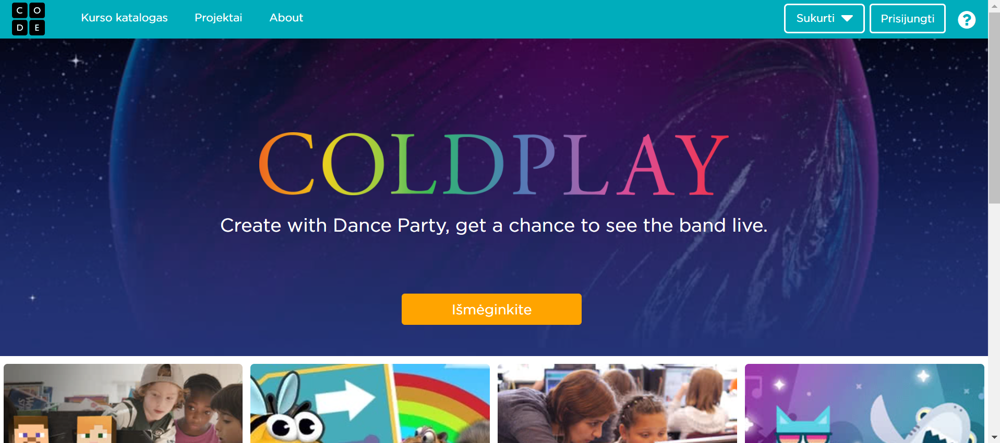 C O
D E
Kurso katalogas
Projektai
About
Sukurti
Prisijungti
?
COLDPLAY
Create with Dance Party, get a chance to see the band live.
Išmėginkite